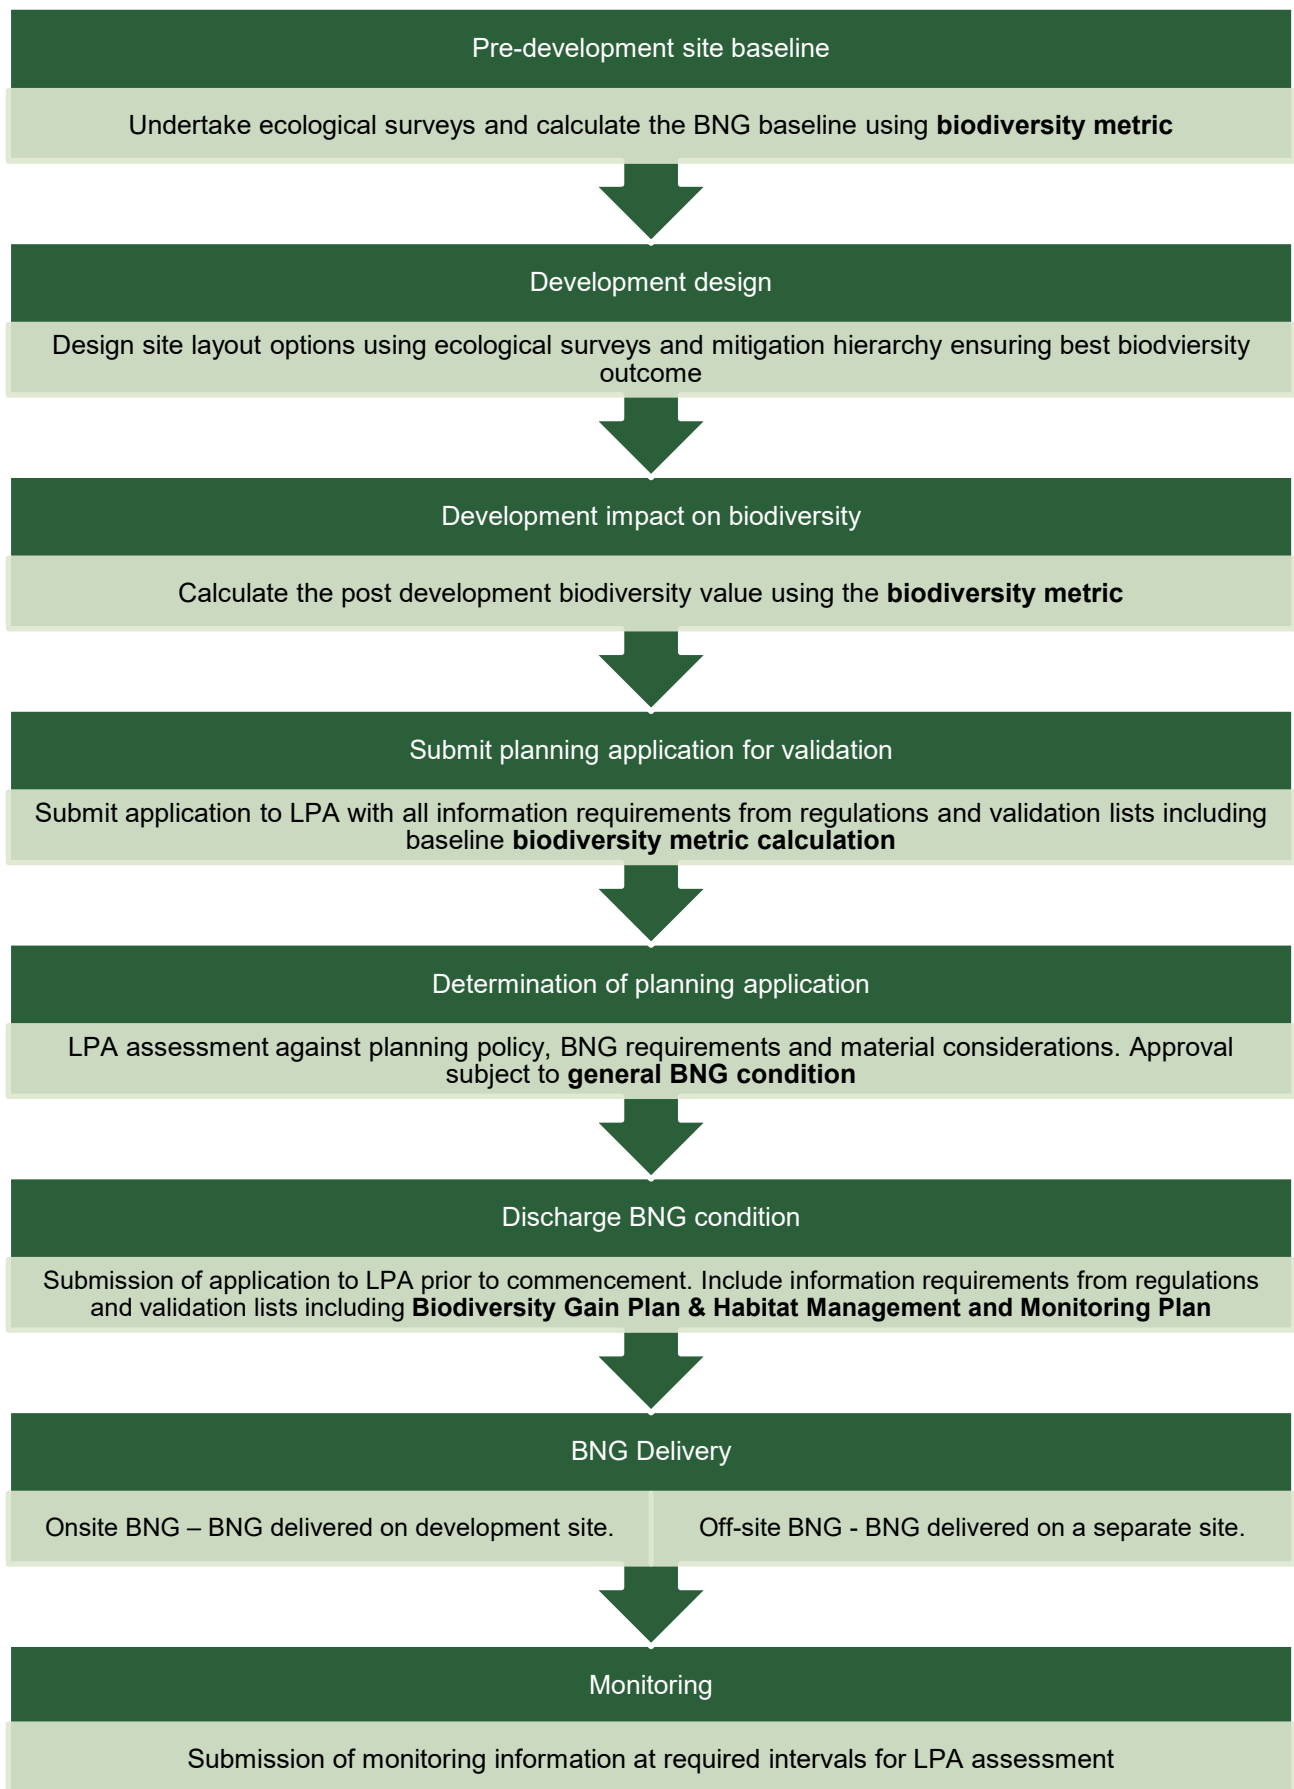 Pre-development site baseline
Undertake ecological surveys and calculate the BNG baseline using biodiversity metric
Development design
Design site layout options using ecological surveys and mitigation hierarchy ensuring best biodviersity
outcome
Development impact on biodiversity
Calculate the post development biodiversity value using the biodiversity metric
Submit planning application for validation
Submit application to LPA with all information requirements from regulations and validation lists including
baseline biodiversity metric calculation
Determination of planning application
LPA assessment against planning policy, BNG requirements and material considerations. Approval
subject to general BNG condition
Discharge BNG condition
Submission of application to LPA prior to commencement. Include information requirements from regulations
and validation lists including Biodiversity Gain Plan & Habitat Management and Monitoring Plan
BNG Delivery
Onsite BNG – BNG delivered on development site.
Off-site BNG - BNG delivered on a separate site.
Monitoring
Submission of monitoring information at required intervals for LPA assessment